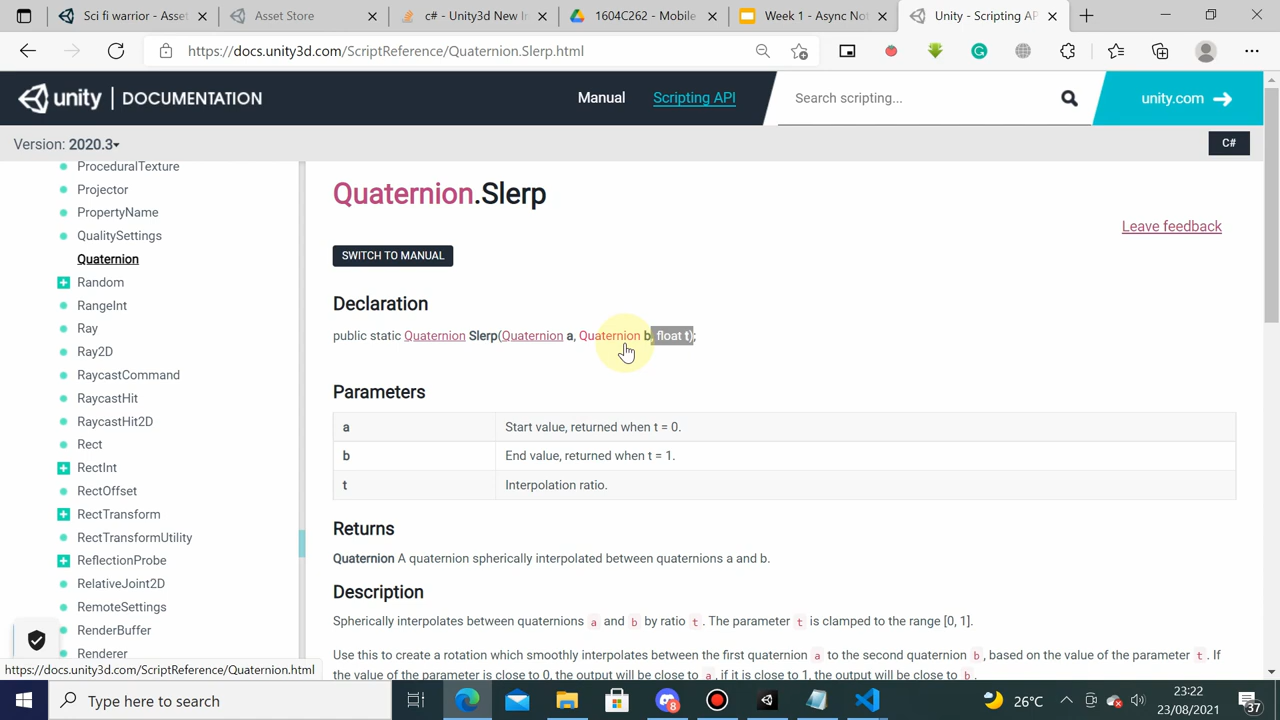 Sci fi warrior - Asset
Asset Store
c# - Unity3d New In
1604C262 - Mobile
Week 1 - Async Not
Unity - Scripting AP
https://docs.unity3d.com/ScriptReference/Quaternion.Slerp.html
unity | DOCUMENTATION
Manual
Scripting API
Search scripting...
unity.com
Version: 2020.3
C#
ProceduralTexture
Projector
PropertyName
QualitySettings
Quaternion
Random
RangeInt
Ray
Ray2D
RaycastCommand
RaycastHit
RaycastHit2D
Rect
RectInt
RectOffset
RectTransform
RectTransformUtility
ReflectionProbe
RelativeJoint2D
RemoteSettings
RenderBuffer
Renderer
Quaternion.Slerp
Leave feedback
SWITCH TO MANUAL
Declaration
public static Quaternion Slerp(Quaternion a, Quaternion b, float t);
Parameters
a Start value, returned when t = 0.
b End value, returned when t = 1.
t Interpolation ratio.
Returns
Quaternion A quaternion spherically interpolated between quaternions a and b.
Description
Spherically interpolates between quaternions a and b by ratio t. The parameter t is clamped to the range [0, 1].
Use this to create a rotation which smoothly interpolates between the first quaternion a to the second quaternion b, based on the value of the parameter t. If
the value of the parameter is close to 0, the output will be close to a, if it is close to 1, the output will be close to b.
https://docs.unity3d.com/ScriptReference/Quaternion.html
Type here to search
8
26°C
23:22
23/08/2021
37